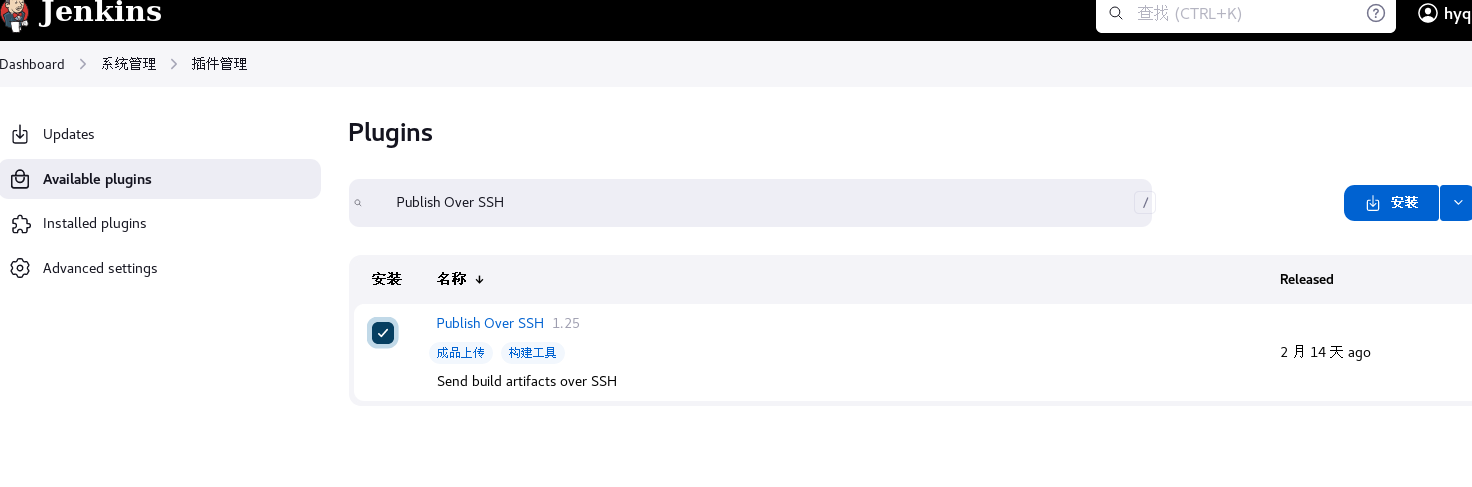 Jenkins
查找 (CTRL+K)
hyq
Dashboard > 系统管理 > 插件管理
Updates
Available plugins
Installed plugins
Advanced settings
Plugins
Publish Over SSH
/
安装
安装 名称 ↓ Released
Publish Over SSH 1.25
成品上传 构建工具
Send build artifacts over SSH
2 月 14 天 ago